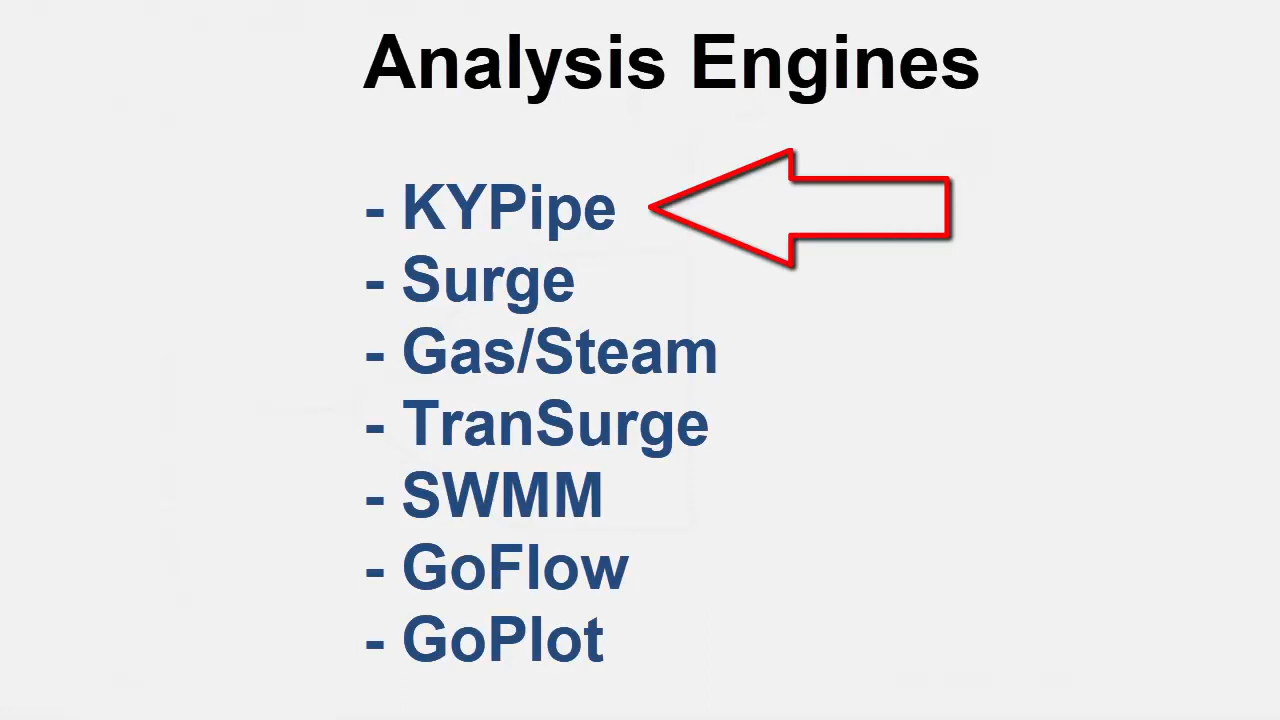 Analysis Engines
- KYPipe
- Surge
- Gas/Steam
- TranSurge
- SWMM
- GoFlow
- GoPlot